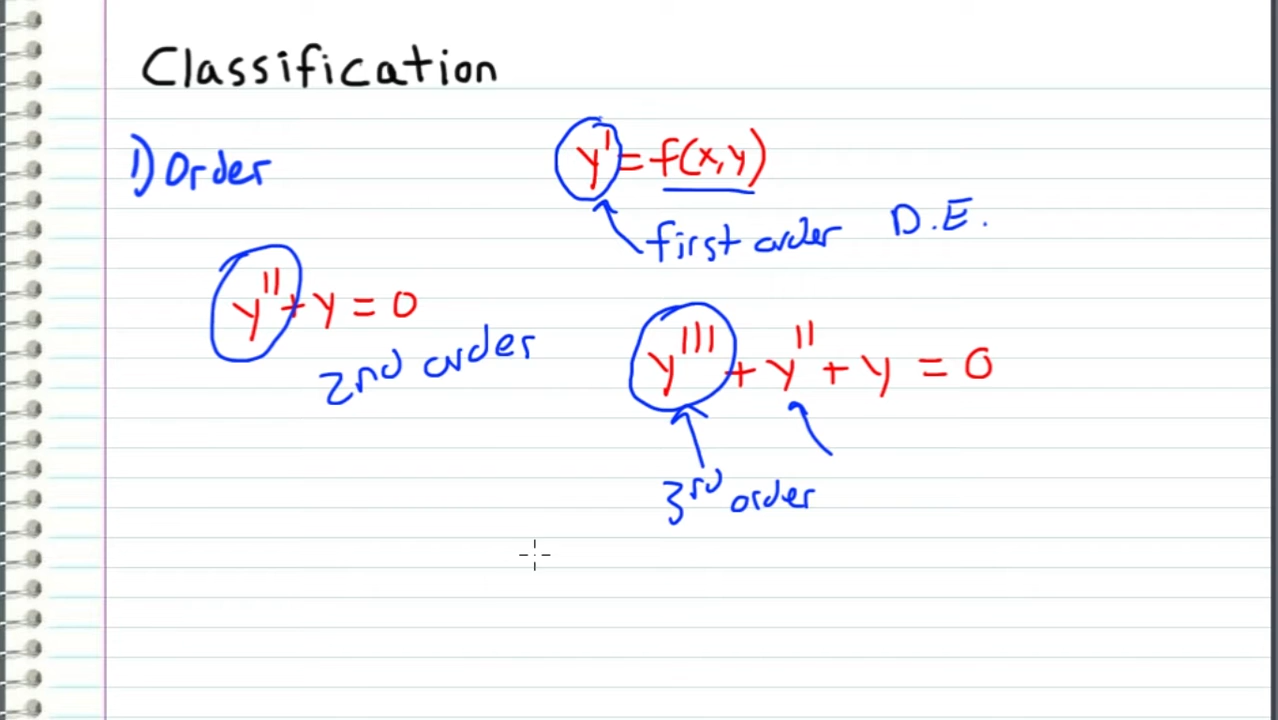 Classification
1) Order
y' = f(x,y)
first order D.E.
y'' + y = 0
2nd order
y''' + y'' + y = 0
3rd order